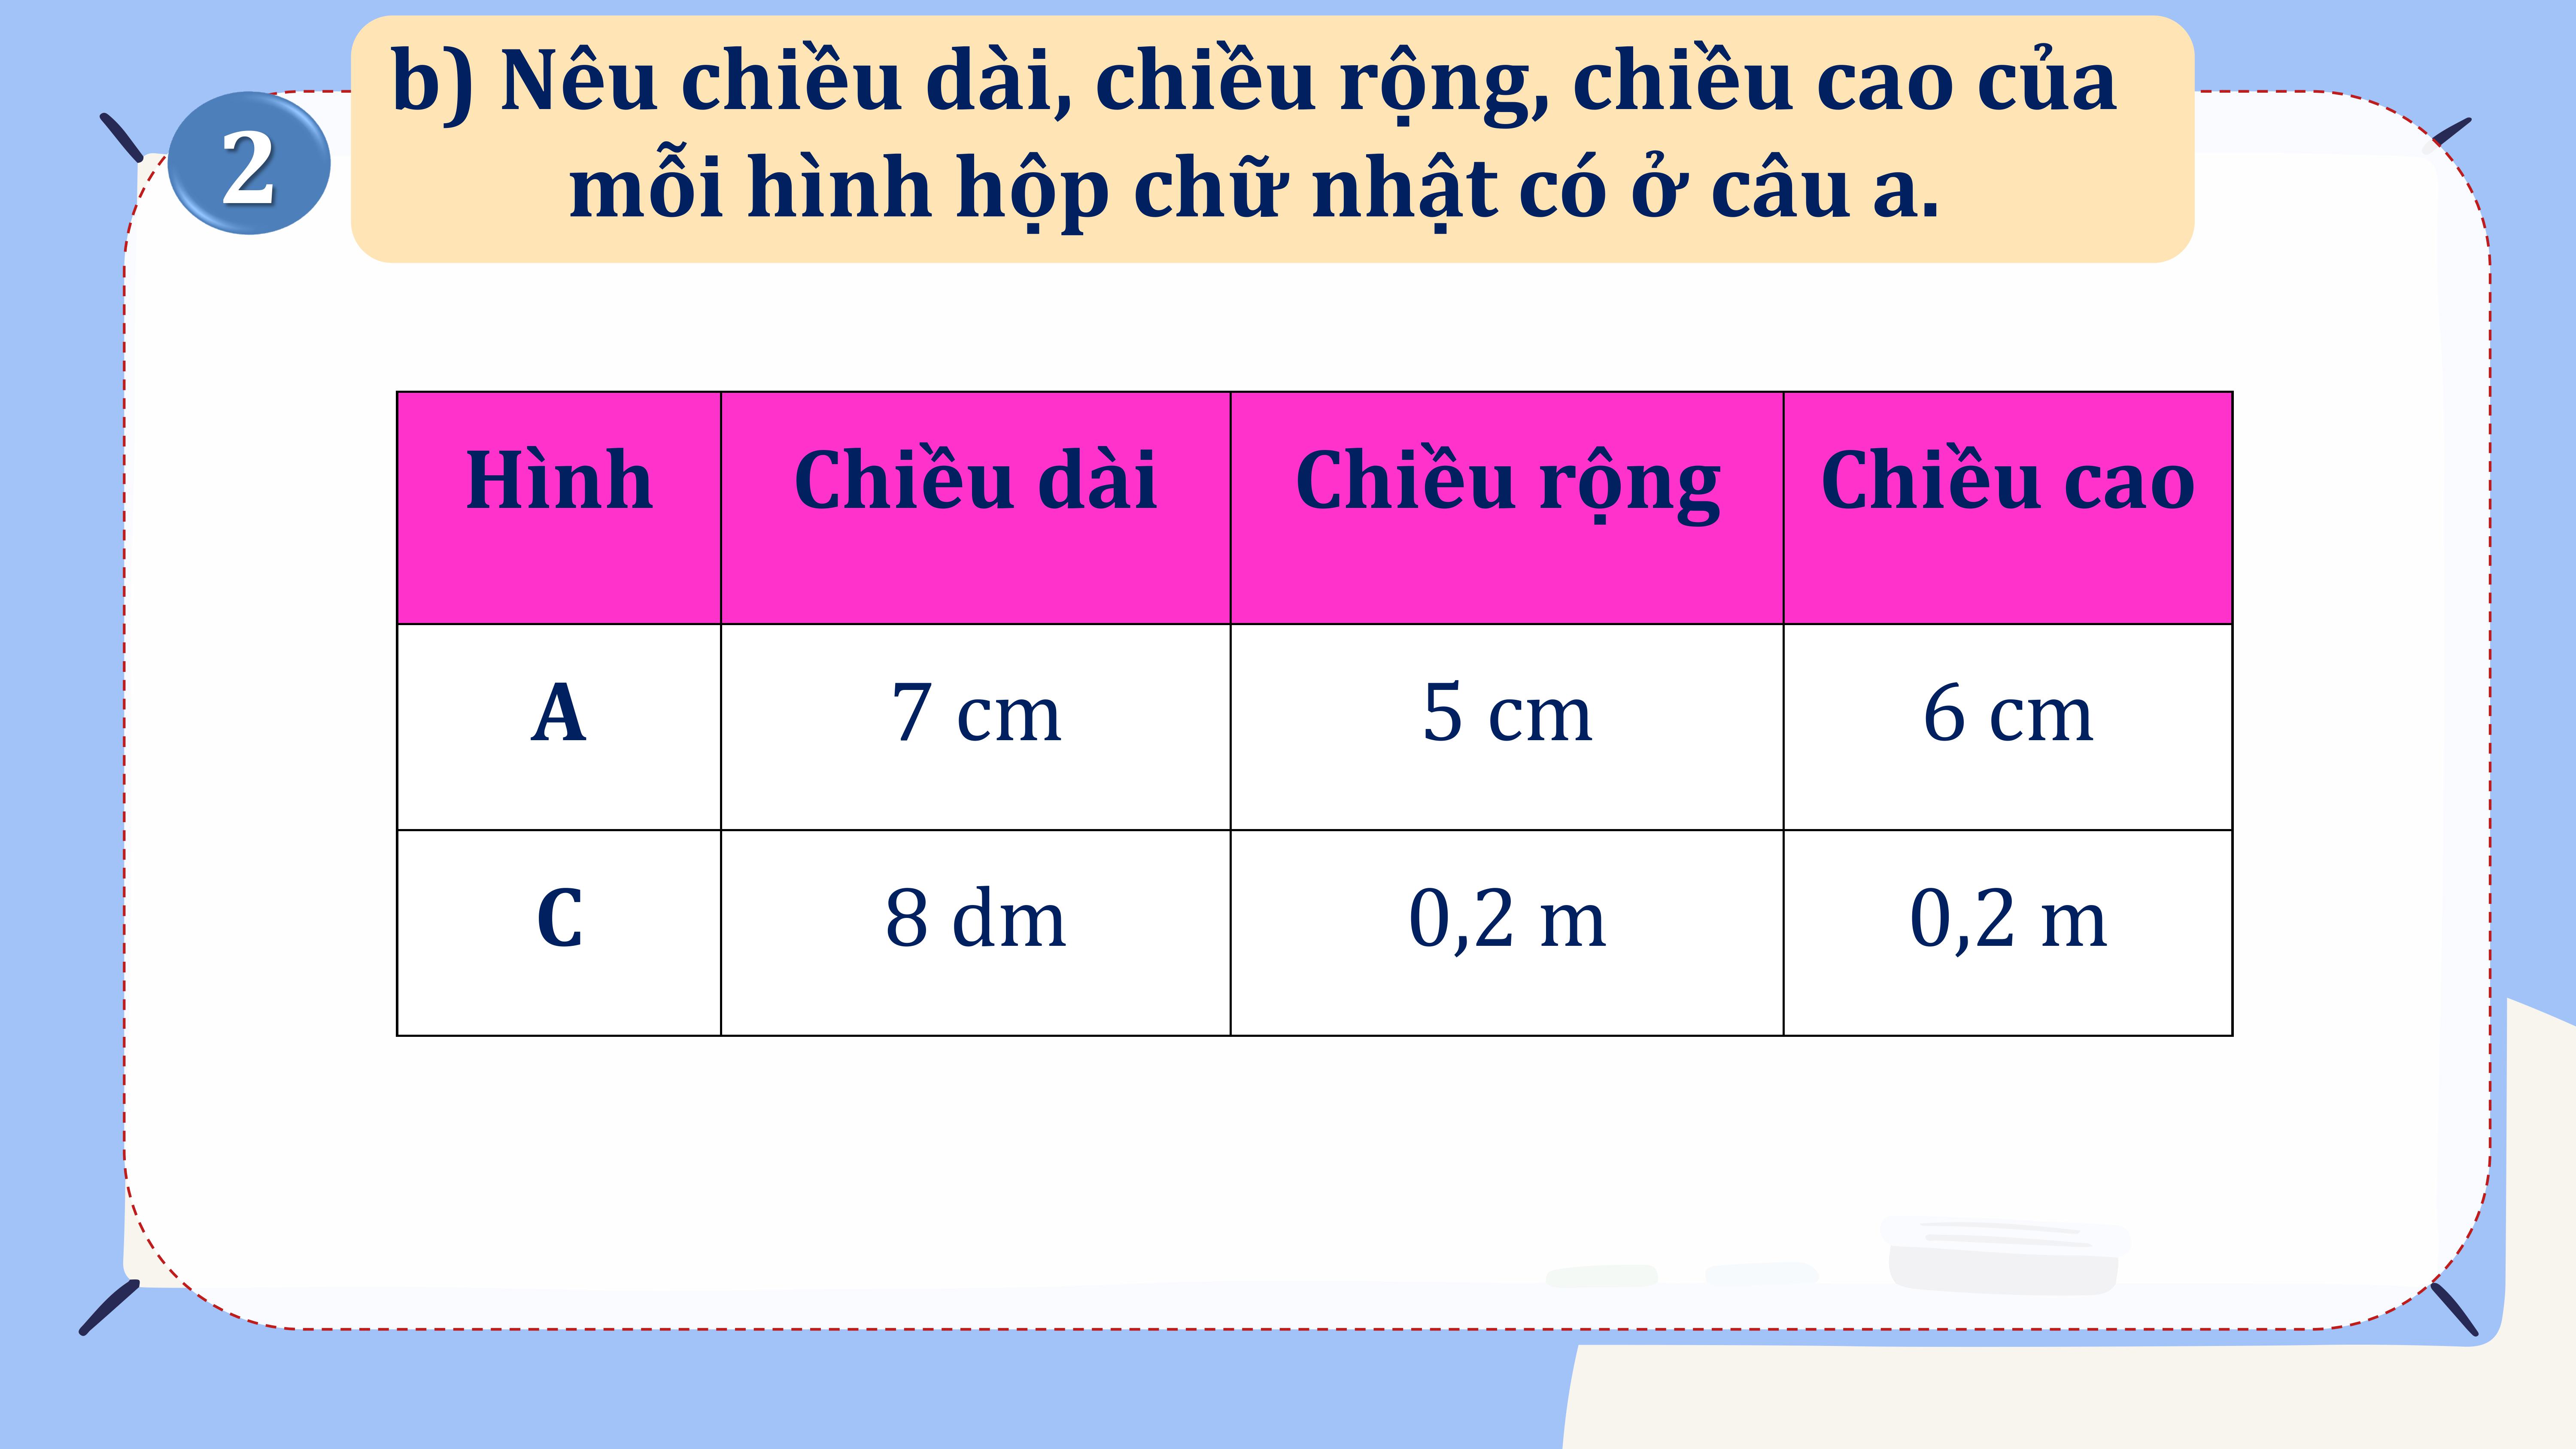 2
b) Nêu chiều dài, chiều rộng, chiều cao của
mỗi hình hộp chữ nhật có ở câu a.
Hình Chiều dài Chiều rộng Chiều cao
A 7 cm 5 cm 6 cm
C 8 dm 0,2 m 0,2 m